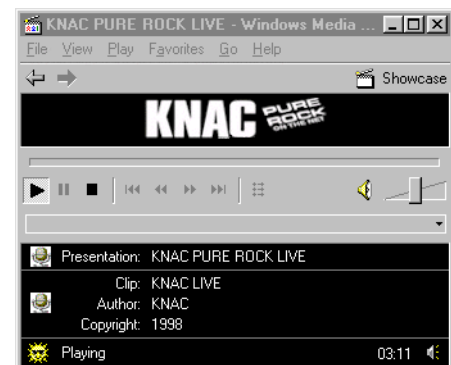 KNAC PURE ROCK LIVE - Windows Media ...
File View Play Favorites Go Help
Showcase
KNAC PURE ROCK ON THE NET
Presentation: KNAC PURE ROCK LIVE
Clip: KNAC LIVE
Author: KNAC
Copyright: 1998
Playing 03:11